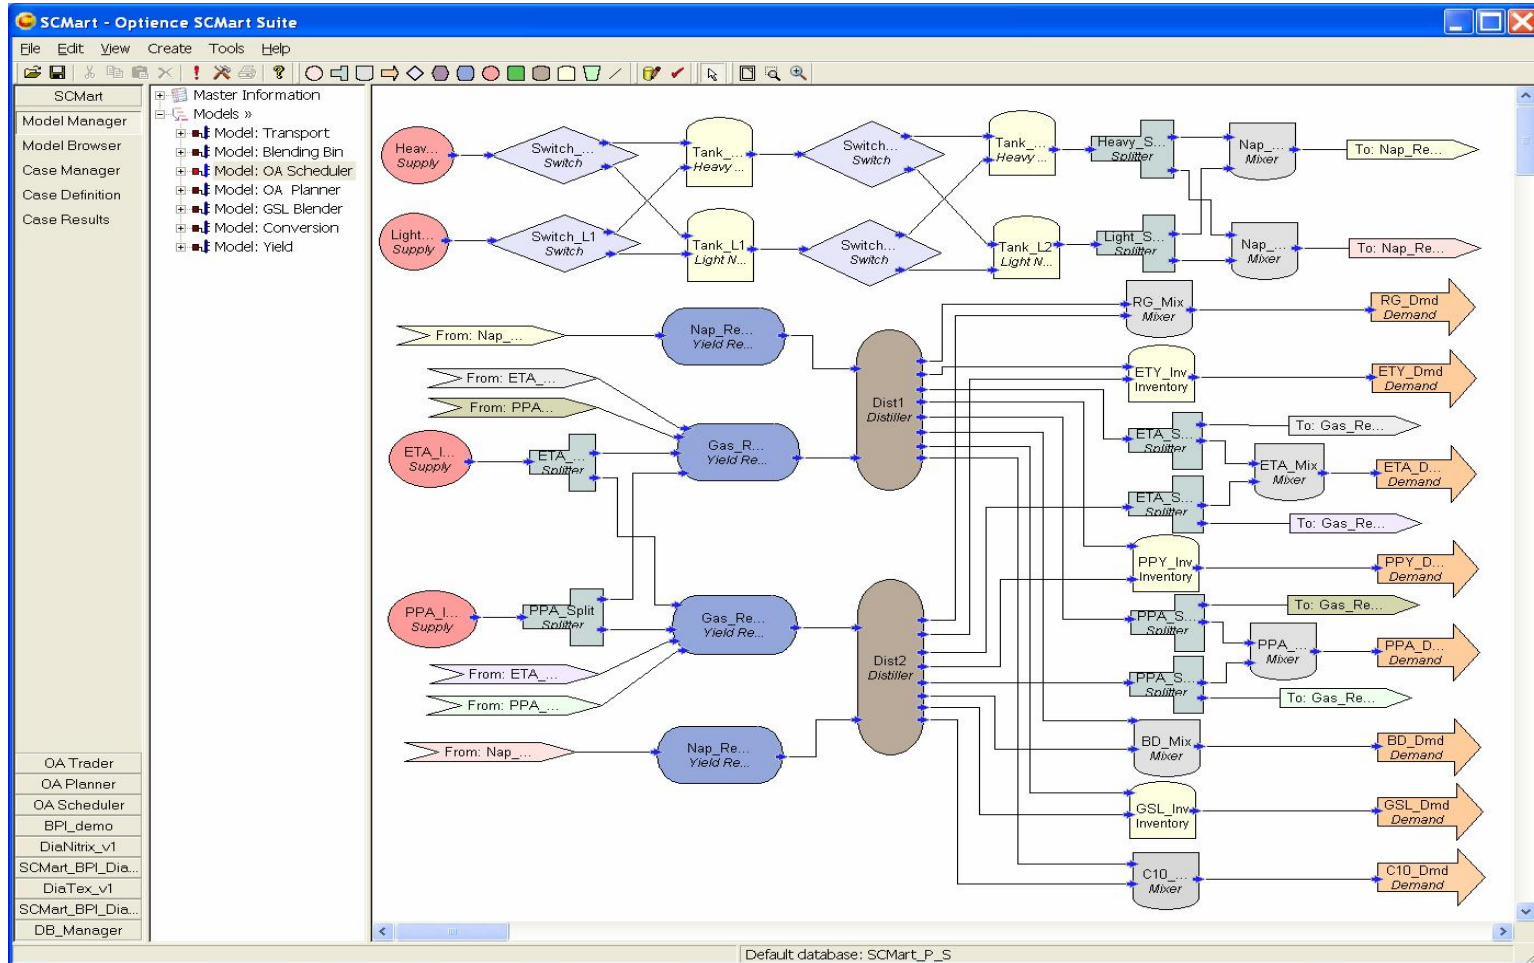 SCMart - Optience SCMart Suite
File Edit View Create Tools Help
SCMart
Model Manager
Model Browser
Case Manager
Case Definition
Case Results
OA Trader
OA Planner
OA Scheduler
BPI_demo
DiaNitrix_v1
SCMart_BPI_Dia...
DiaTex_v1
SCMart_BPI_Dia...
DB_Manager
Master Information
Models »
Model: Transport
Model: Blending Bin
Model: OA Scheduler
Model: OA Planner
Model: GSL Blender
Model: Conversion
Model: Yield
Heav...
Supply
Switch_...
Switch
Tank_...
Heavy ...
Switch...
Switch
Tank_...
Heavy ...
Heavy_S...
Splitter
Nap_...
Mixer
To: Nap_Re...
Light...
Supply
Switch_L1
Switch
Tank_L1
Light N...
Switch...
Switch
Tank_L2
Light N...
Light_S...
Splitter
Nap_...
Mixer
To: Nap_Re...
RG_Mix
Mixer
RG_Dmd
Demand
From: Nap_...
Nap_Re...
Yield Re...
From: ETA_...
From: PPA...
ETY_Inv
Inventory
ETY_Dmd
Demand
Dist1
Distiller
ETA_I...
Supply
ETA_...
Splitter
Gas_R...
Yield Re...
ETA_S...
Splitter
To: Gas_Re...
ETA_Mix
Mixer
ETA_D...
Demand
ETA_S...
Splitter
To: Gas_Re...
PPY_Inv
Inventory
PPY_D...
Demand
PPA_I...
Supply
PPA_Split
Splitter
Gas_Re...
Yield Re...
PPA_S...
Splitter
To: Gas_Re...
PPA_...
Mixer
PPA_D...
Demand
Dist2
Distiller
From: ETA_...
From: PPA_...
PPA_S...
Splitter
To: Gas_Re...
From: Nap_...
Nap_Re...
Yield Re...
BD_Mix
Mixer
BD_Dmd
Demand
GSL_Inv
Inventory
GSL_Dmd
Demand
C10_...
Mixer
C10_Dmd
Demand
Default database: SCMart_P_S